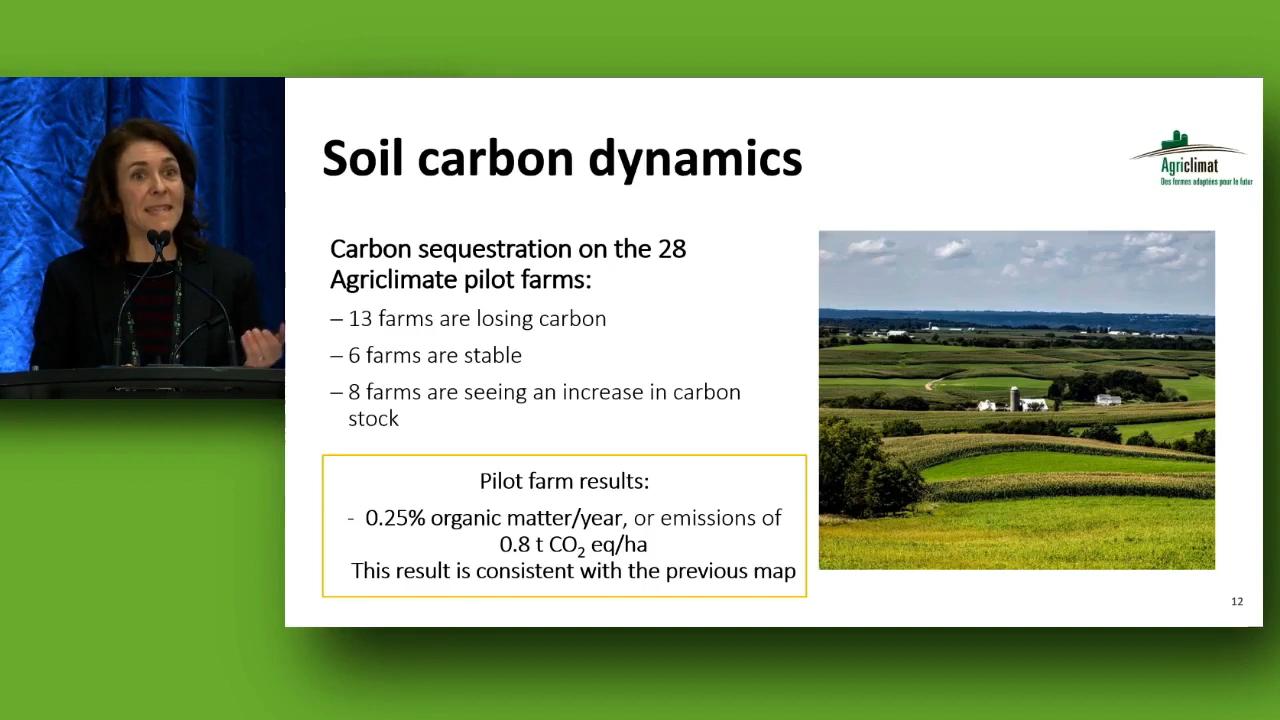 Soil carbon dynamics
Agriclimat
Des fermes adaptées pour le futur
Carbon sequestration on the 28
Agriclimate pilot farms:
– 13 farms are losing carbon
– 6 farms are stable
– 8 farms are seeing an increase in carbon
stock
Pilot farm results:
- 0.25% organic matter/year, or emissions of
0.8 t CO₂ eq/ha
This result is consistent with the previous map
12